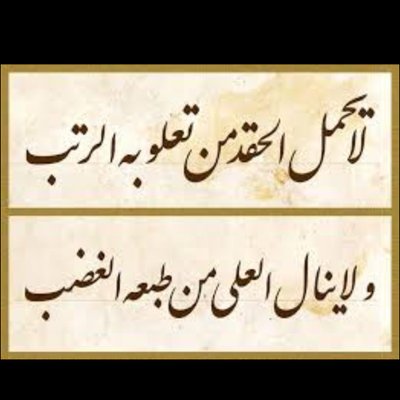 لا يحمل الحقد من تعلو به الرتب
ولا ينال العلى من طبعه الغضب